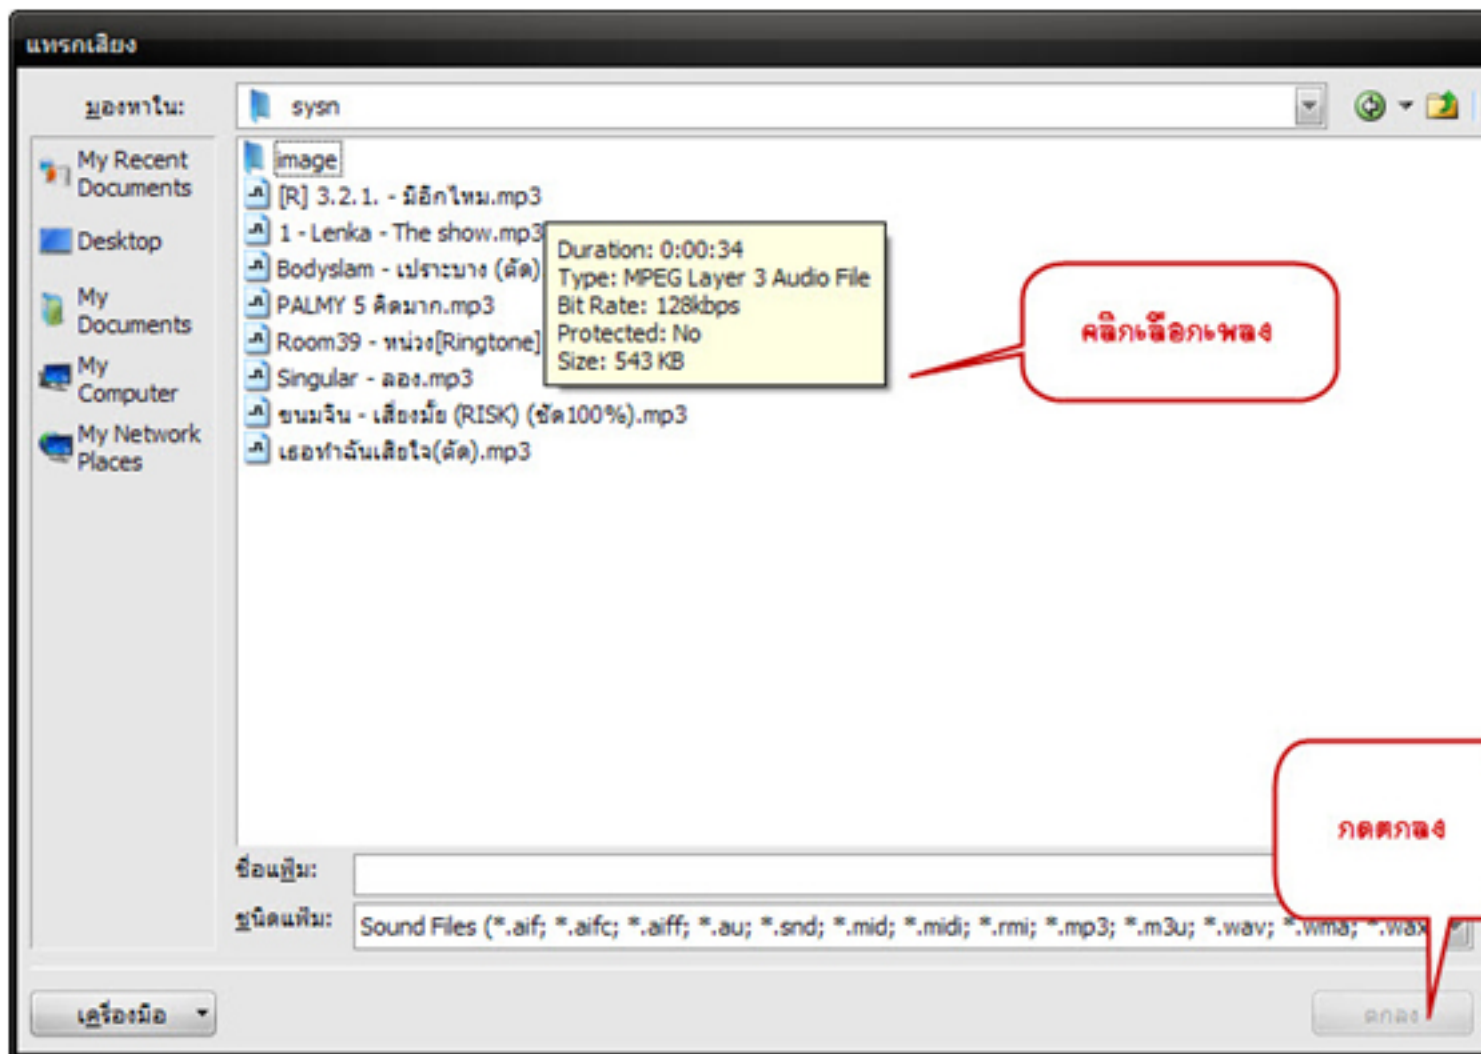 แทรกเสียง
มองหาใน:
sysn
My Recent
Documents
Desktop
My
Documents
My
Computer
My Network
Places
image
[R] 3.2.1. - มีอีกไหม.mp3
1 - Lenka - The show.mp3
Bodyslam - เปราะบาง (ตัด)
PALMY 5 คิดมาก.mp3
Room39 - หน่วง[Ringtone]
Singular - ลอง.mp3
ขนมจีน - เสี่ยงมั้ย (RISK) (ชัด100%).mp3
เธอทำฉันเสียใจ(ตัด).mp3
Duration: 0:00:34
Type: MPEG Layer 3 Audio File
Bit Rate: 128kbps
Protected: No
Size: 543 KB
คลิกเลือกเพลง
กดตกลง
ชื่อแฟ้ม:
ชนิดแฟ้ม:
Sound Files (*.aif; *.aifc; *.aiff; *.au; *.snd; *.mid; *.midi; *.rmi; *.mp3; *.m3u; *.wav; *.wma; *.wax
เครื่องมือ
ตกลง